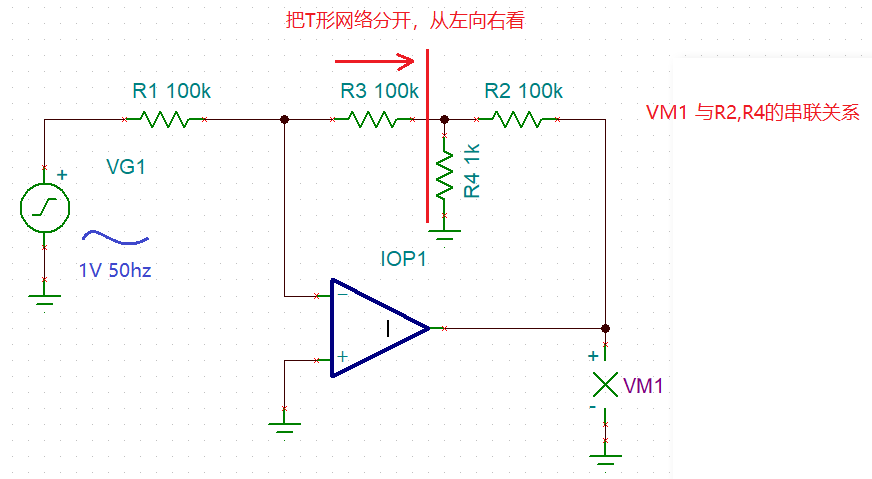 把T形网络分开，从左向右看
R1 100k
R3 100k
R2 100k
VM1 与R2,R4的串联关系
VG1
+
R4 1k
1V 50hz
IOP1
−
I
+
+
VM1
-